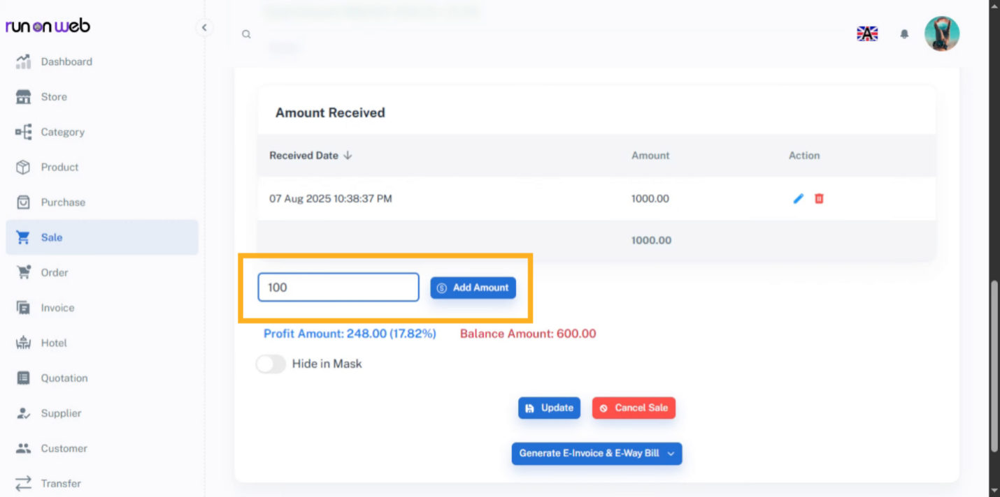 run on web
Dashboard
Store
Category
Product
Purchase
Sale
Order
Invoice
Hotel
Quotation
Supplier
Customer
Transfer
A
Amount Received
Received Date Amount Action
07 Aug 2025 10:38:37 PM 1000.00
1000.00
100 Add Amount
Profit Amount: 248.00 (17.82%) Balance Amount: 600.00
Hide in Mask
Update Cancel Sale
Generate E-Invoice & E-Way Bill